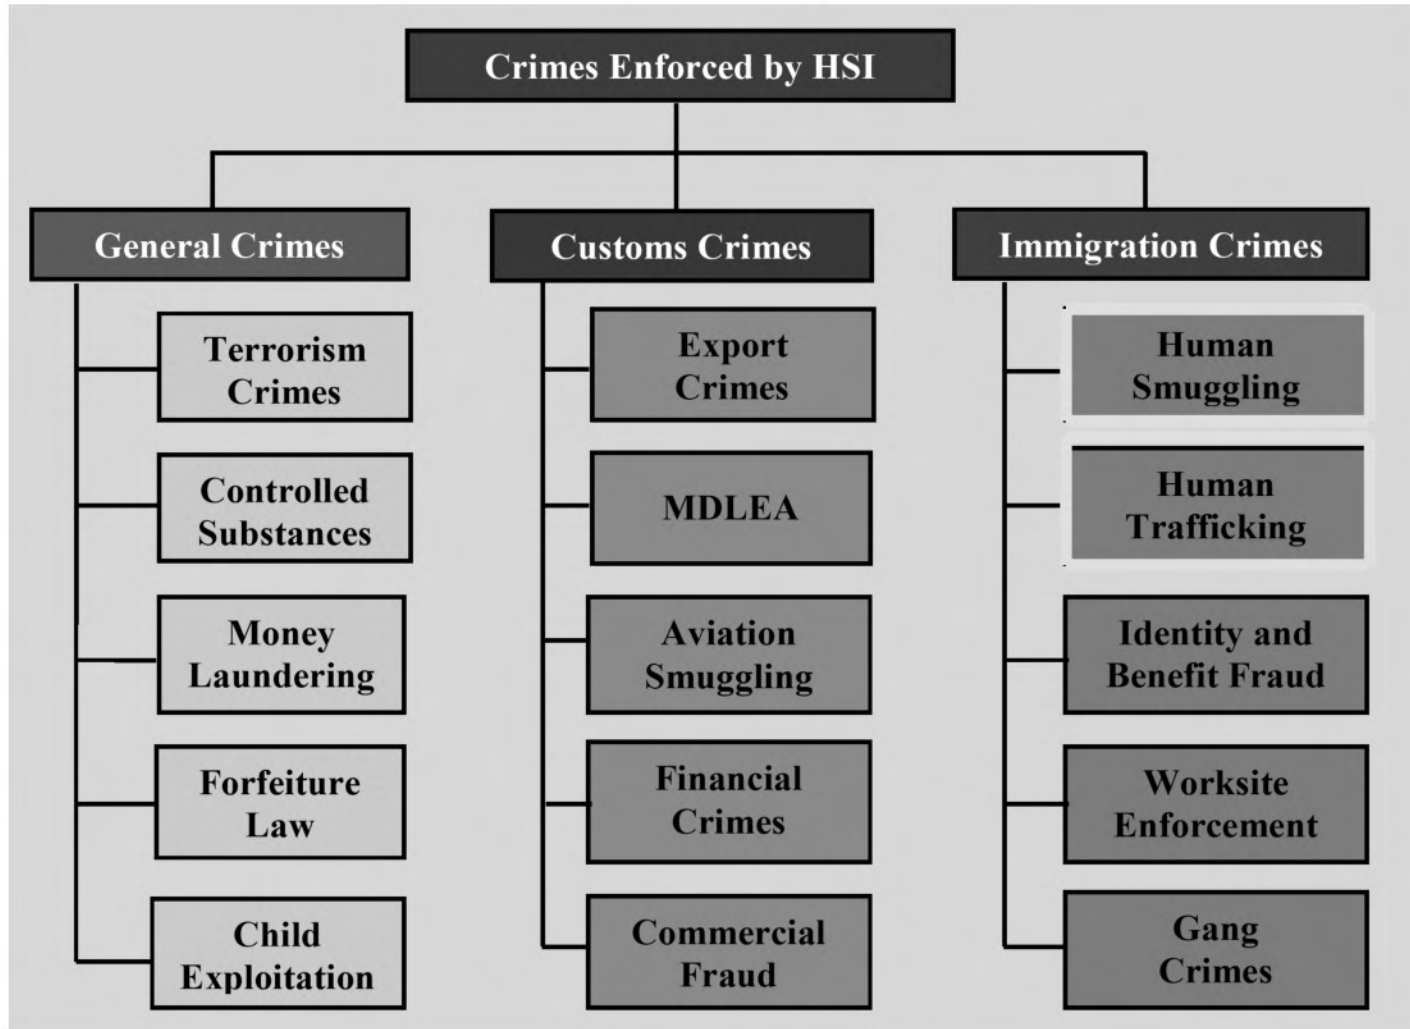 Crimes Enforced by HSI
General Crimes
Terrorism
Crimes
Controlled
Substances
Money
Laundering
Forfeiture
Law
Child
Exploitation
Customs Crimes
Export
Crimes
MDLEA
Aviation
Smuggling
Financial
Crimes
Commercial
Fraud
Immigration Crimes
Human
Smuggling
Human
Trafficking
Identity and
Benefit Fraud
Worksite
Enforcement
Gang
Crimes